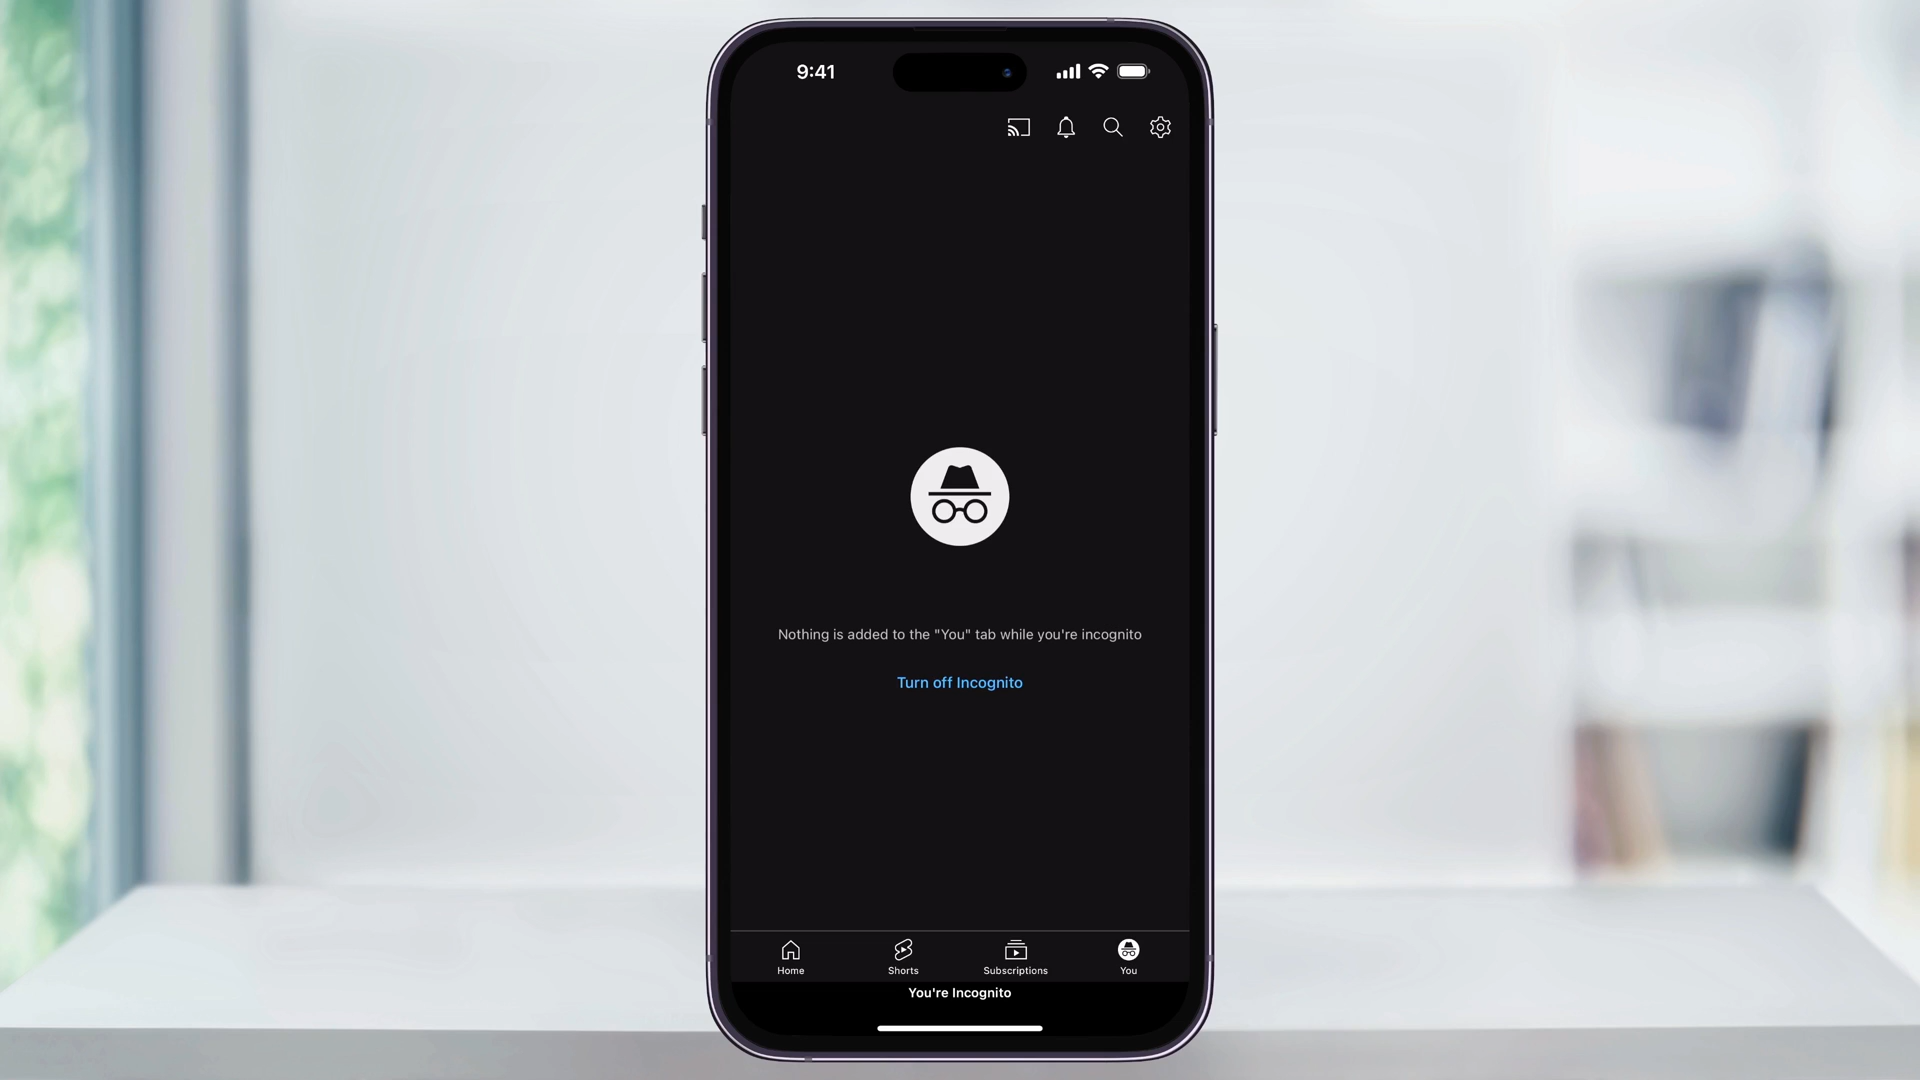 9:41
Nothing is added to the "You" tab while you're incognito
Turn off Incognito
Home
Shorts
Subscriptions
You
You're Incognito